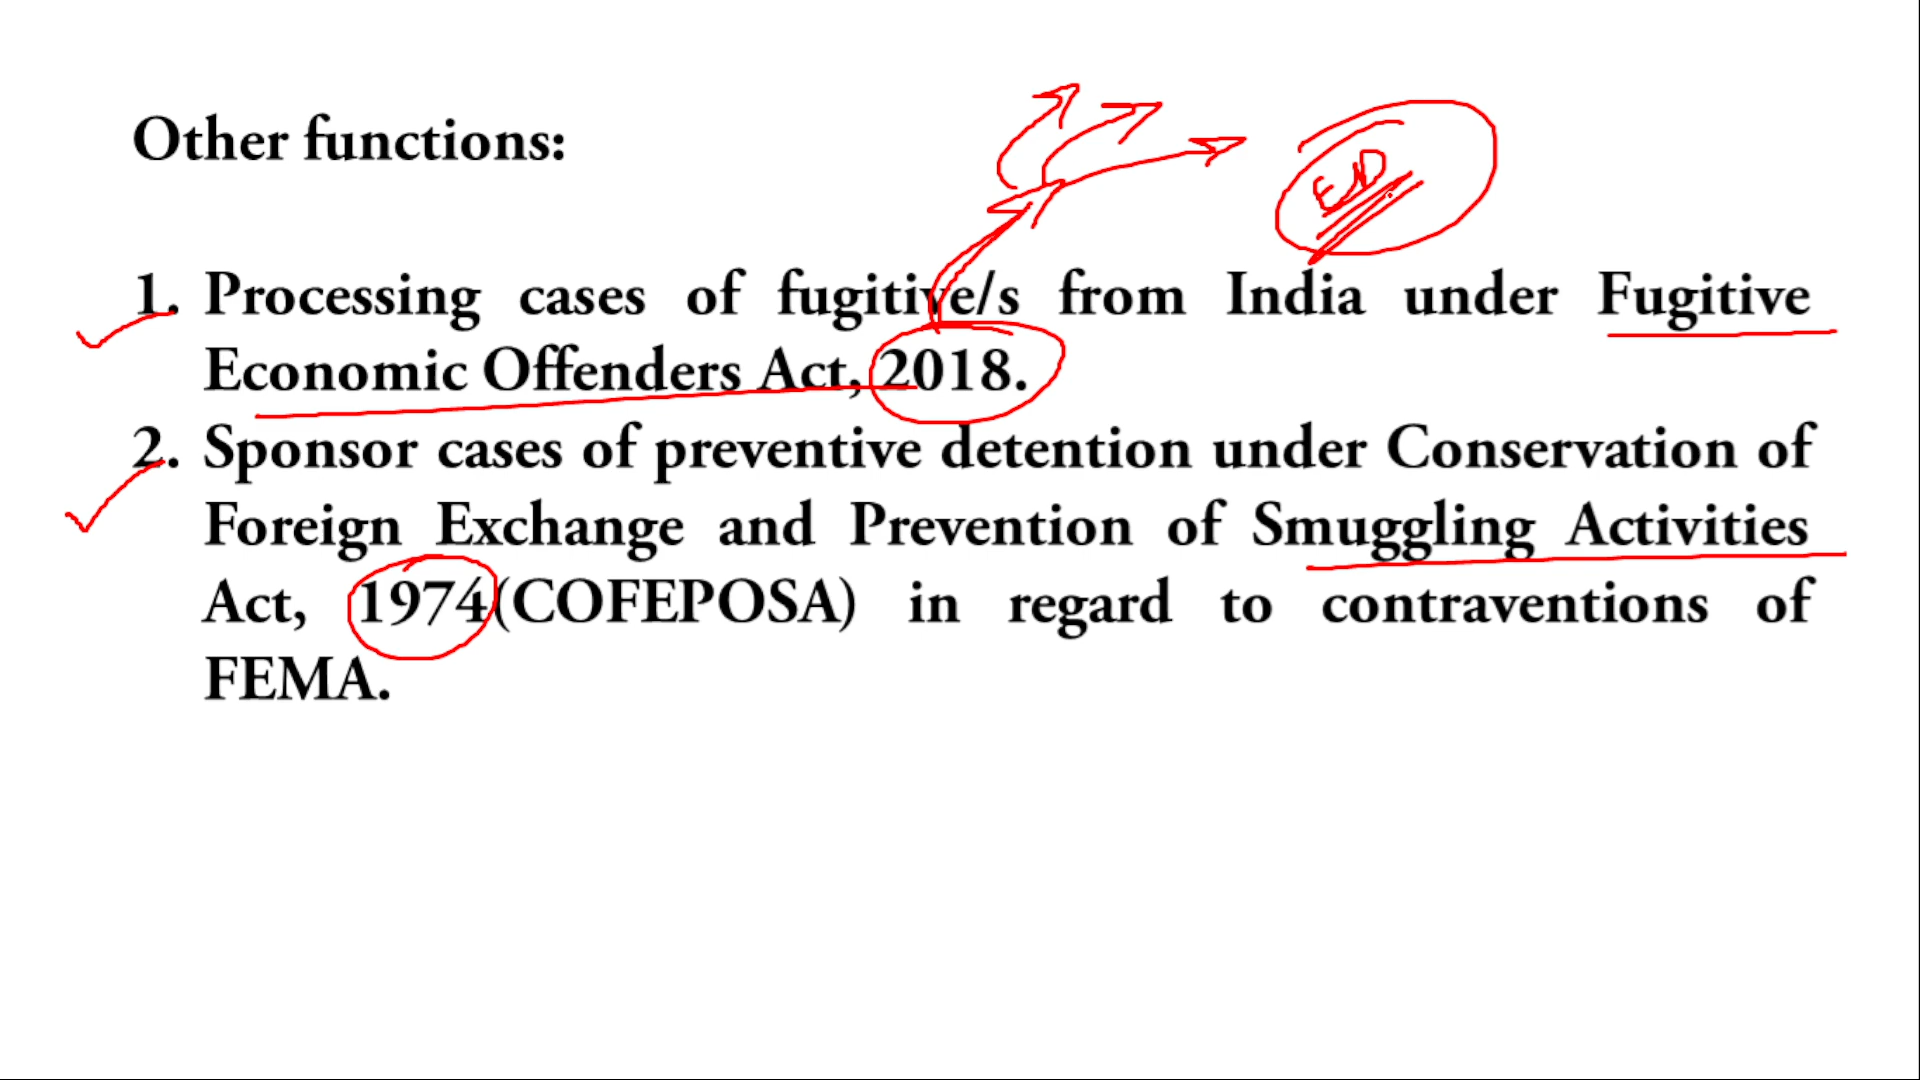 Other functions:
ED
1. Processing cases of fugitive/s from India under Fugitive
Economic Offenders Act, 2018.
2. Sponsor cases of preventive detention under Conservation of
Foreign Exchange and Prevention of Smuggling Activities
Act, 1974(COFEPOSA) in regard to contraventions of
FEMA.